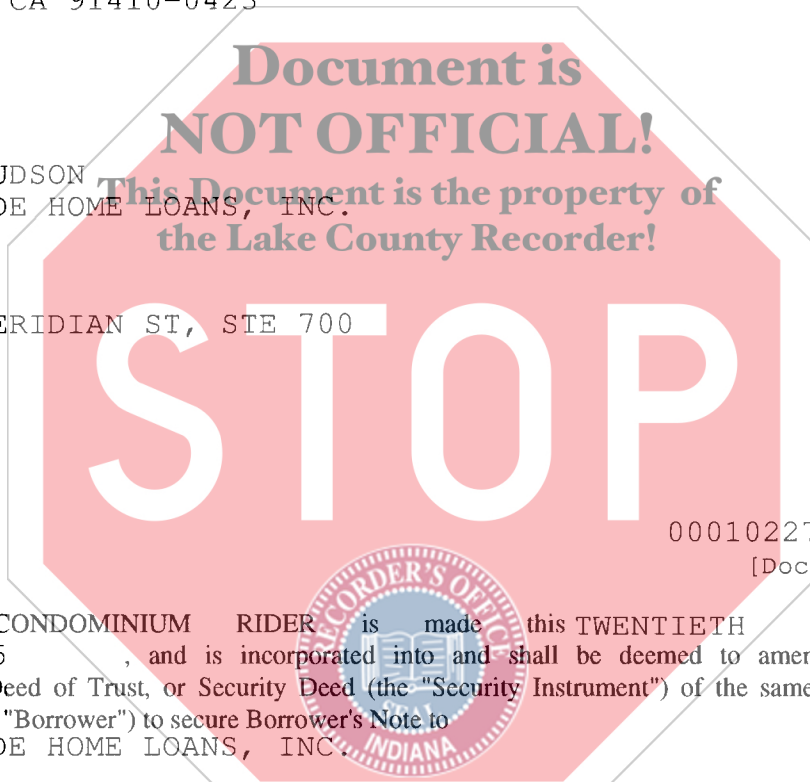 CA 91410-0423
Document is
NOT OFFICIAL!
UDSON
This Document is the property of
DE HOME LOANS, INC.
the Lake County Recorder!
ERIDIAN ST, STE 700
STOP
00010227
[Doc
RECORDER'S OFFICE
CONDOMINIUM RIDER is made this TWENTIETH
5 , and is incorporated into and shall be deemed to amen
Deed of Trust, or Security Deed (the "Security Instrument") of the same
"Borrower") to secure Borrower's Note to
SEAL
DE HOME LOANS, INC.
INDIANA